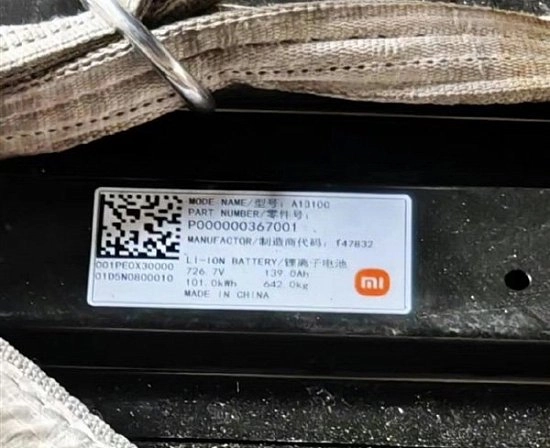 MODE NAME/型号: A1310C
PART NUMBER/零件号:
P000000367001
MANUFACTOR/制造商代码: f47832
LI-ION BATTERY/锂离子电池
726.7V 139.0Ah
101.0kWh 642.0kg
MADE IN CHINA
001PE0X30000
01D5N0800010
mi